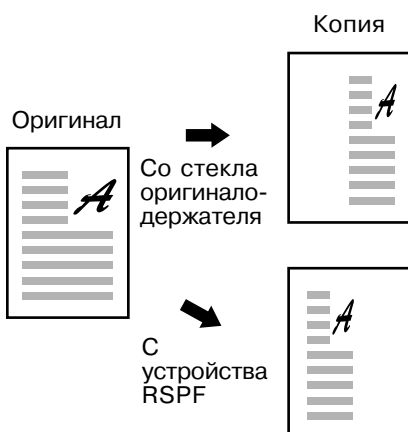 Копия
Оригинал
A
A
Со стекла
оригинало-
держателя
A
С
устройства
RSPF